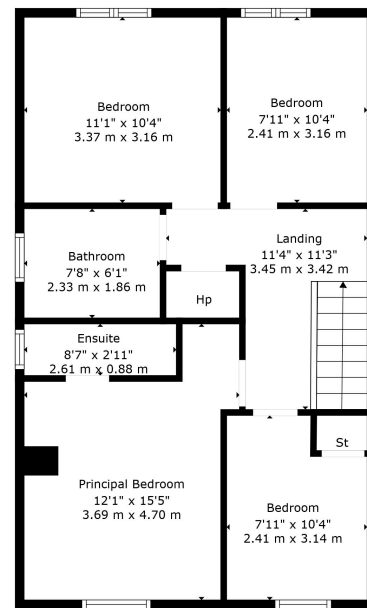 Bedroom
11'1" x 10'4"
3.37 m x 3.16 m
Bedroom
7'11" x 10'4"
2.41 m x 3.16 m
Bathroom
7'8" x 6'1"
2.33 m x 1.86 m
Landing
11'4" x 11'3"
3.45 m x 3.42 m
Hp
Ensuite
8'7" x 2'11"
2.61 m x 0.88 m
St
Principal Bedroom
12'1" x 15'5"
3.69 m x 4.70 m
Bedroom
7'11" x 10'4"
2.41 m x 3.14 m